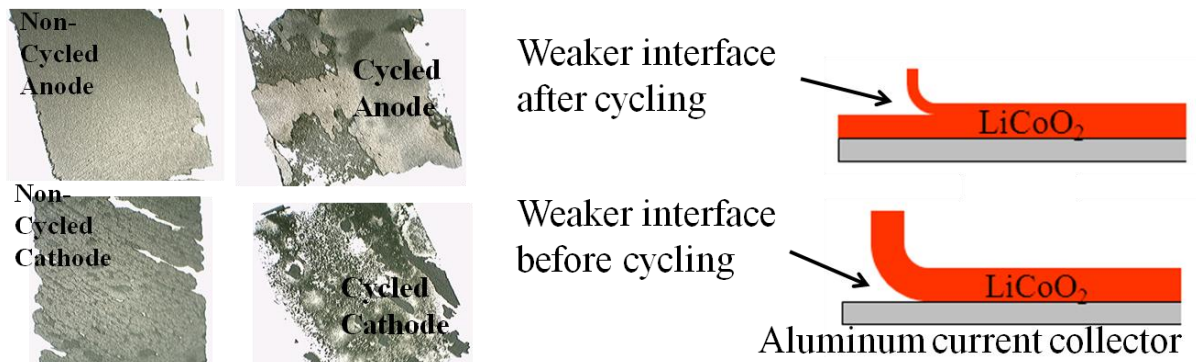 Non-
Cycled
Anode
Cycled
Anode
Non-
Cycled
Cathode
Cycled
Cathode
Weaker interface
after cycling
LiCoO₂
Weaker interface
before cycling
LiCoO₂
Aluminum current collector